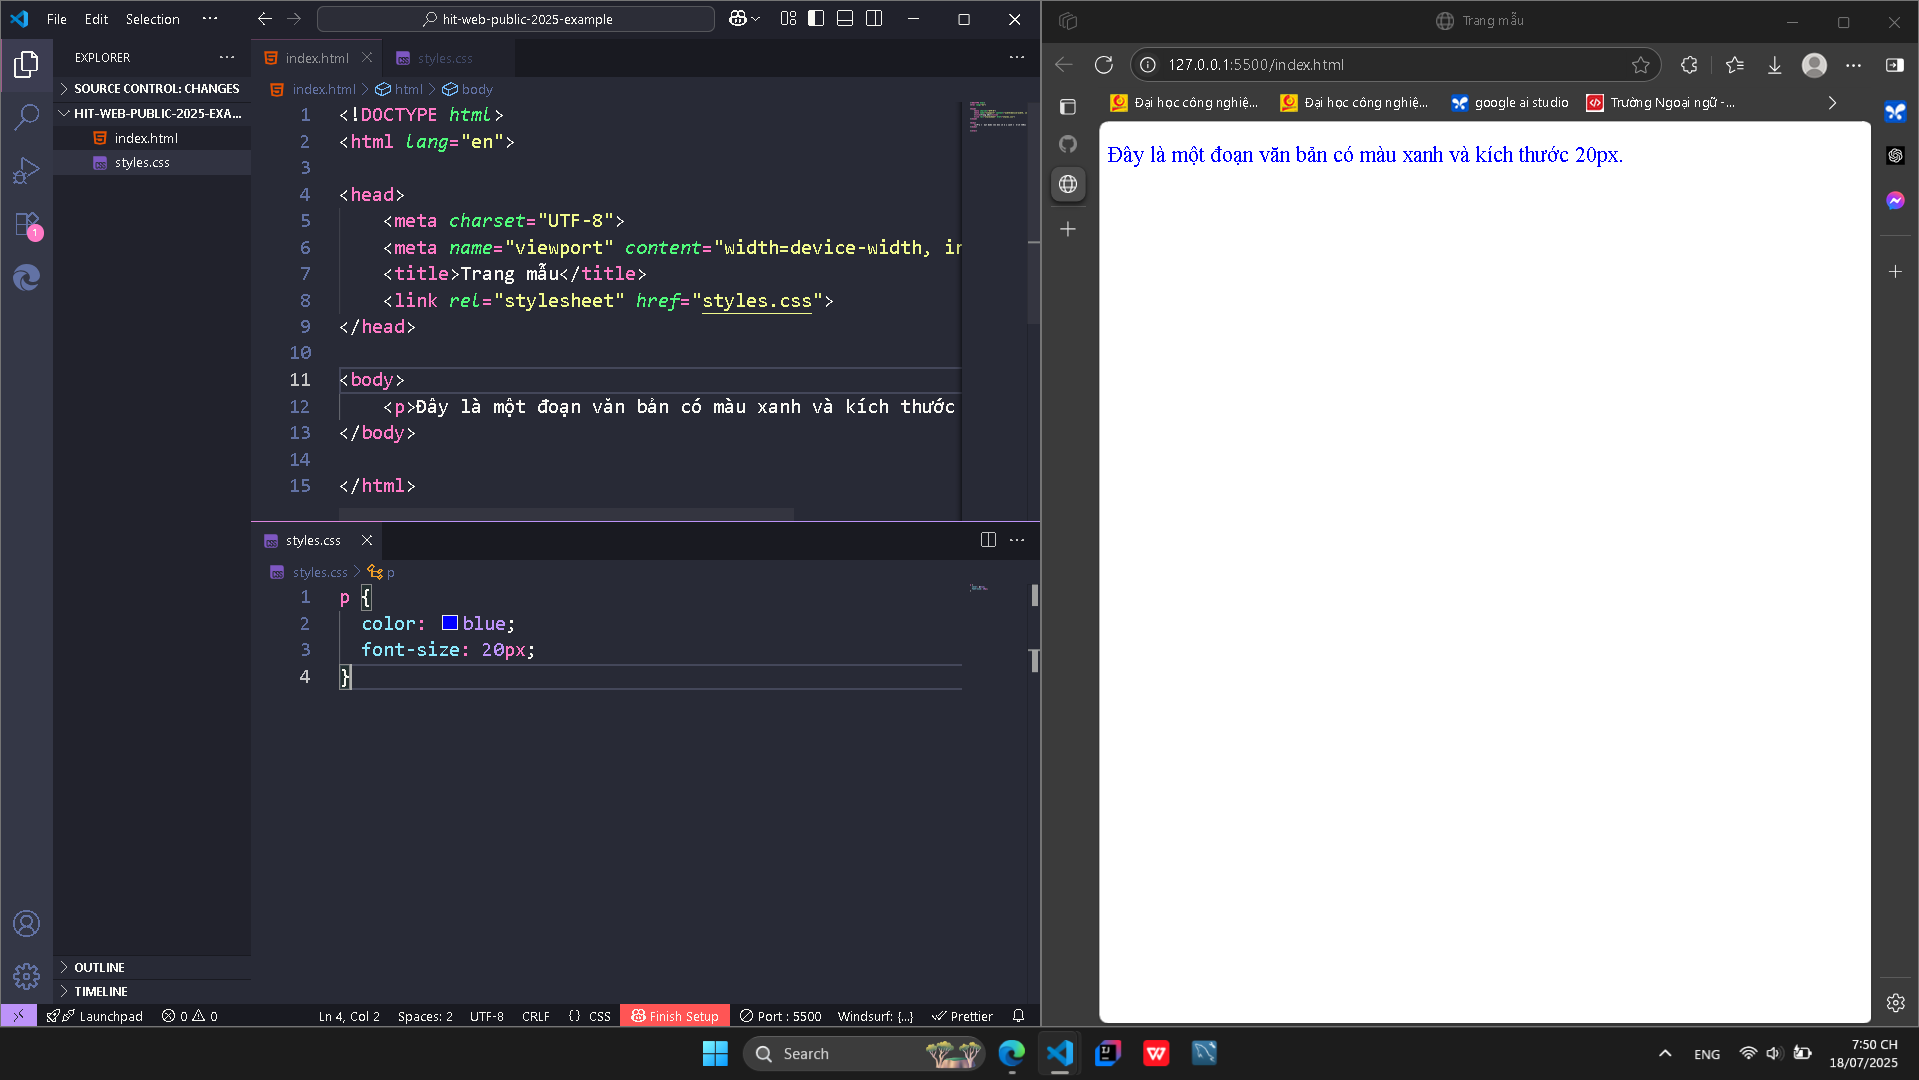 File Edit Selection ···
hit-web-public-2025-example
EXPLORER
SOURCE CONTROL: CHANGES
HIT-WEB-PUBLIC-2025-EXA...
index.html
styles.css
1
OUTLINE
TIMELINE
index.html
styles.css
index.html > html > body
1 <!DOCTYPE html>
2 <html lang="en">
3
4 <head>
5 <meta charset="UTF-8">
6 <meta name="viewport" content="width=device-width, in
7 <title>Trang mẫu</title>
8 <link rel="stylesheet" href="styles.css">
9 </head>
10
11 <body>
12 <p>Đây là một đoạn văn bản có màu xanh và kích thước
13 </body>
14
15 </html>
styles.css
styles.css > p
1 p {
2 color: blue;
3 font-size: 20px;
4 }
Launchpad 0 0 Ln 4, Col 2 Spaces: 2 UTF-8 CRLF {} CSS Finish Setup Port : 5500 Windsurf: {...} Prettier
Trang mẫu
127.0.0.1:5500/index.html
Đại học công nghiệ... Đại học công nghiệ... google ai studio Trường Ngoại ngữ -...
Đây là một đoạn văn bản có màu xanh và kích thước 20px.
Search
ENG
7:50 CH
18/07/2025